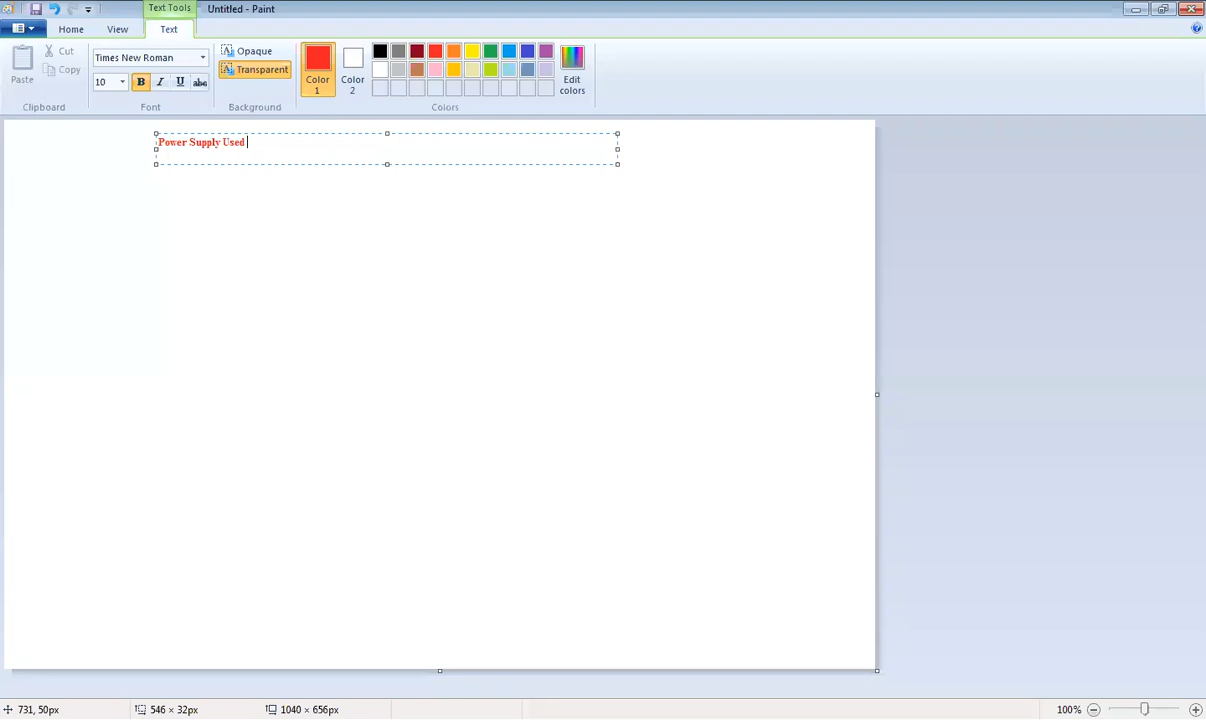 Text Tools
Untitled - Paint
Home
View
Text
Paste
Cut
Copy
Clipboard
Times New Roman
10
B I U abc
Font
Opaque
Transparent
Background
Color 1
Color 2
Colors
Edit colors
Power Supply Used
731, 50px
546 × 32px
1040 × 656px
100%